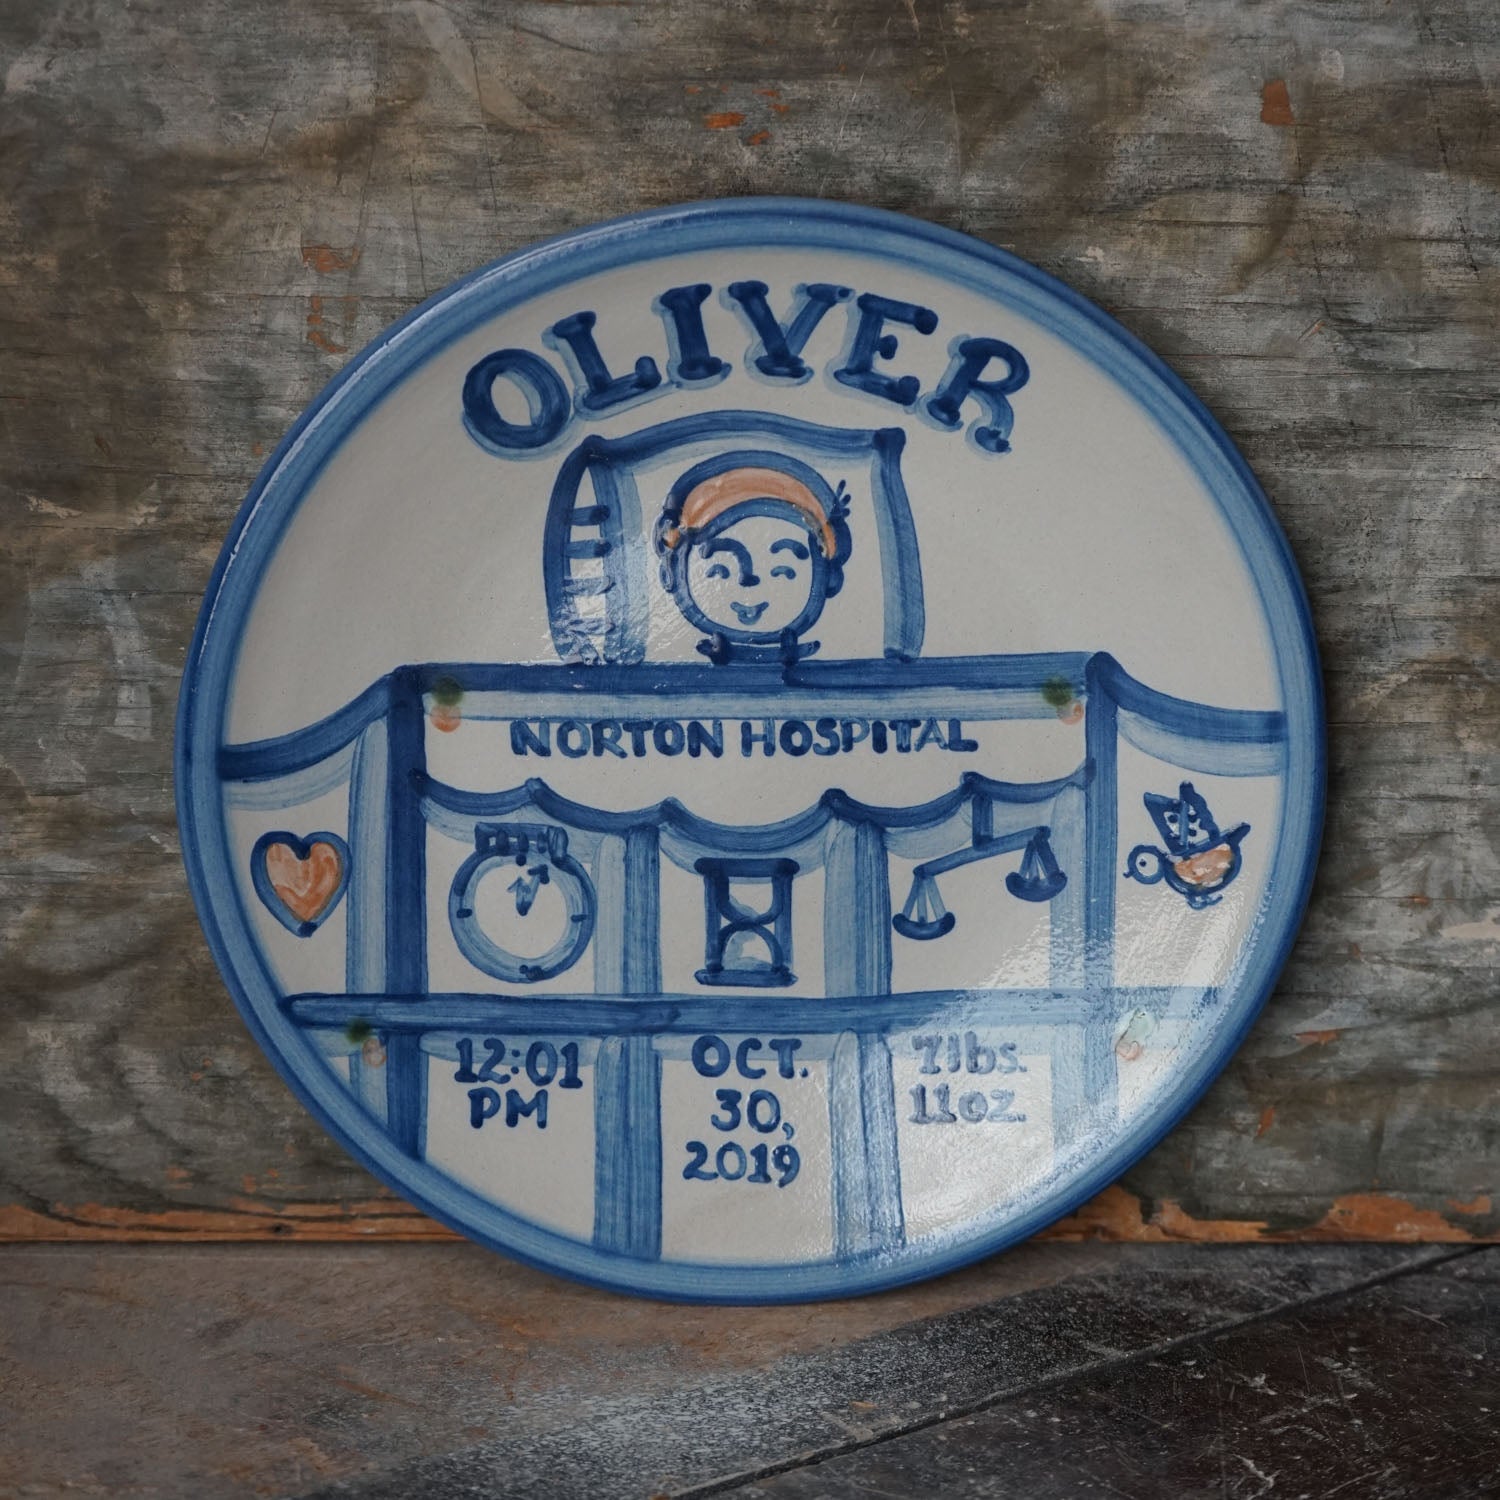 OLIVER
NORTON HOSPITAL
12:01
PM
OCT.
30,
2019
7lbs.
11oz.